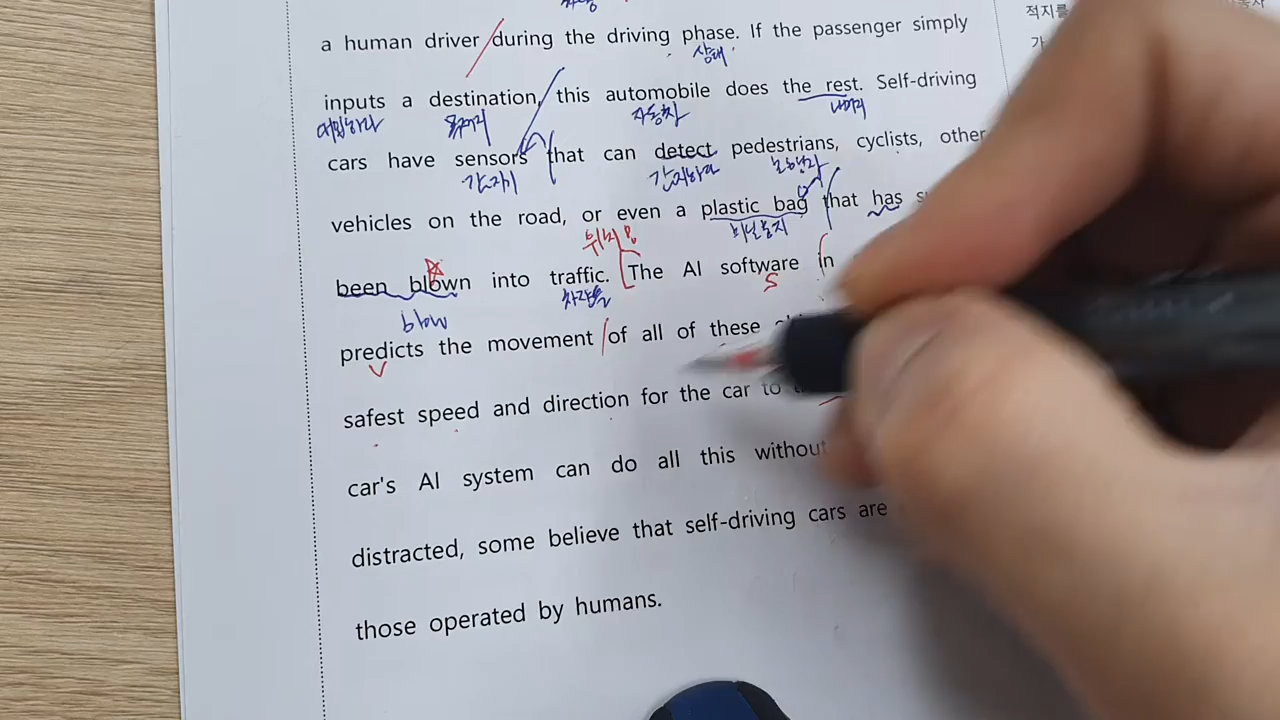 적지를
가
a human driver during the driving phase. If the passenger simply
상태
inputs a destination, this automobile does the rest. Self-driving
목적지 자동차 나머지
cars have sensors that can detect pedestrians, cyclists, other
감지기 감지하다 보행자
vehicles on the road, or even a plastic bag that has
비닐봉지
been blown into traffic. The AI software in
blow 차량들
predicts the movement of all of these
V S
safest speed and direction for the car to
car's AI system can do all this without
distracted, some believe that self-driving cars are
those operated by humans.